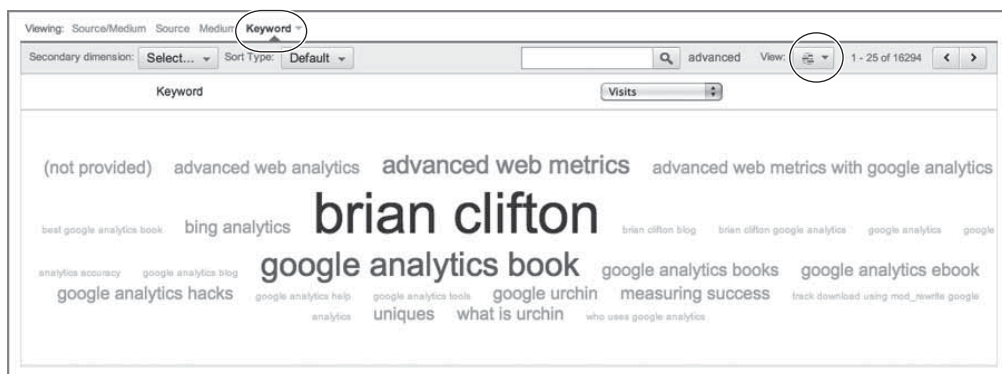 Viewing: Source/Medium Source Medium Keyword
Secondary dimension: Select... Sort Type: Default advanced View: 1 - 25 of 16294
Keyword Visits
(not provided) advanced web analytics advanced web metrics advanced web metrics with google analytics
best google analytics book bing analytics brian clifton brian clifton blog brian clifton google analytics google analytics google
analytics accuracy google analytics blog google analytics book google analytics books google analytics ebook
google analytics hacks google analytics help google analytics tools google urchin measuring success track download using mod_rewrite google
analytics uniques what is urchin who uses google analytics